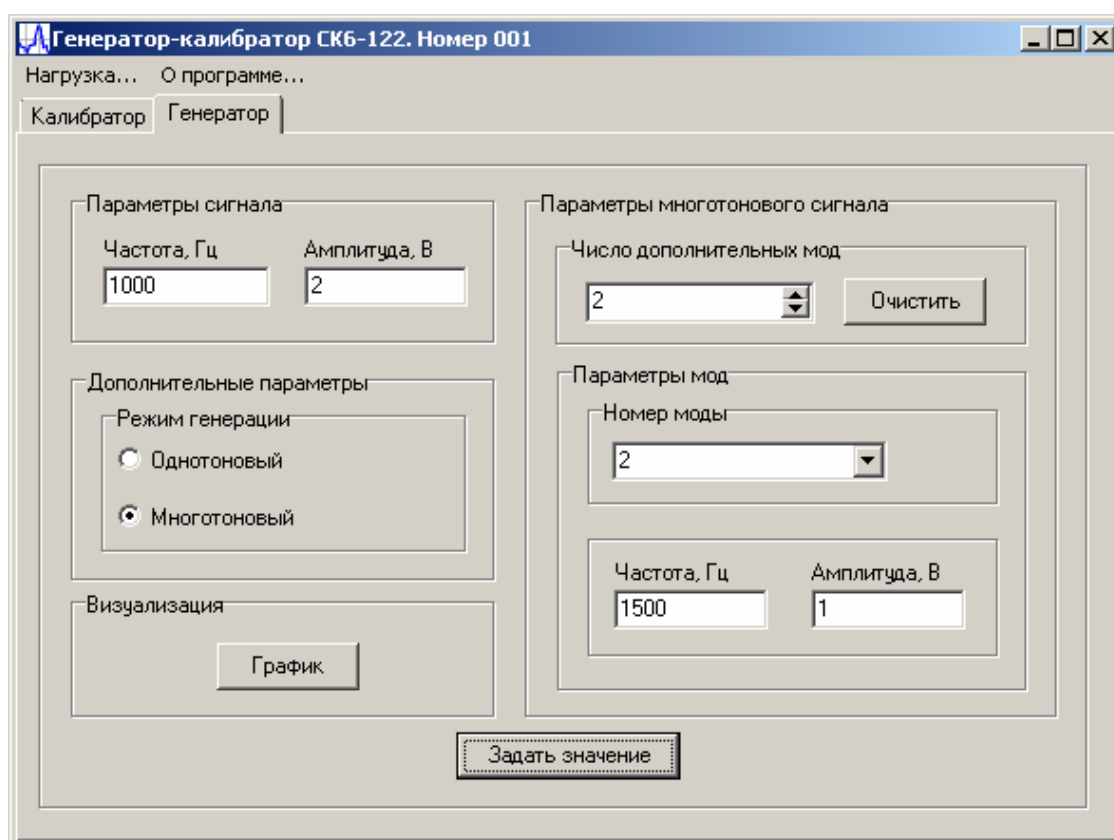 Генератор-калибратор СК6-122. Номер 001
Нагрузка... О программе...
Калибратор Генератор
Параметры сигнала
Частота, Гц Амплитуда, В
1000 2
Дополнительные параметры
Режим генерации
Однотоновый
Многотоновый
Визуализация
График
Параметры многотонового сигнала
Число дополнительных мод
2 Очистить
Параметры мод
Номер моды
2
Частота, Гц Амплитуда, В
1500 1
Задать значение